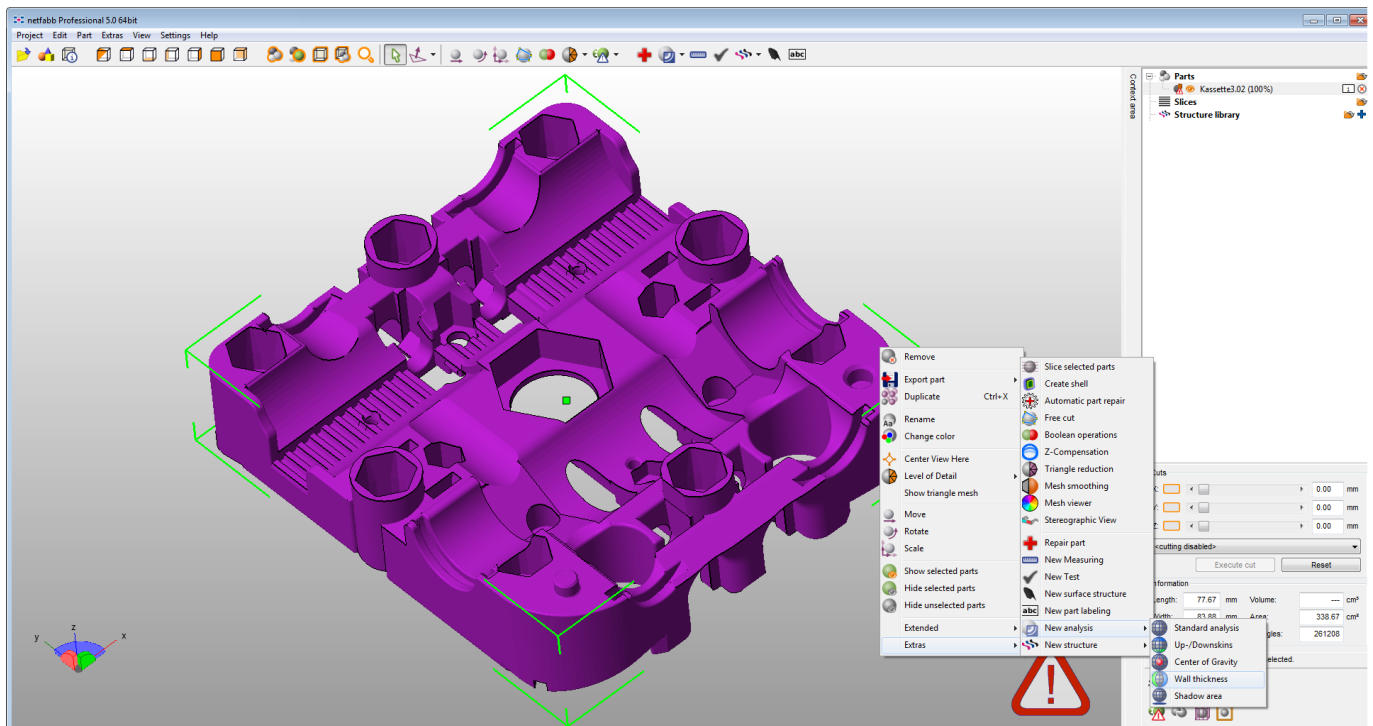 netfabb Professional 5.0 64bit
Project Edit Part Extras View Settings Help
abc
Context area
Parts
Kassette3.02 (100%)
Slices
Structure library
Remove
Export part
Duplicate Ctrl+X
Rename
Change color
Center View Here
Level of Detail
Show triangle mesh
Move
Rotate
Scale
Show selected parts
Hide selected parts
Hide unselected parts
Extended
Extras
Slice selected parts
Create shell
Automatic part repair
Free cut
Boolean operations
Z-Compensation
Triangle reduction
Mesh smoothing
Mesh viewer
Stereographic View
Repair part
New Measuring
New Test
New surface structure
abc New part labeling
New analysis
New structure
Standard analysis
Up-/Downskins
Center of Gravity
Wall thickness
Shadow area
0.00 mm
0.00 mm
0.00 mm
<cutting disabled>
Execute cut Reset
Length: 77.67 mm Volume: --- cm³
Width: 83.88 mm Area: 338.67 cm²
261208
z
y x